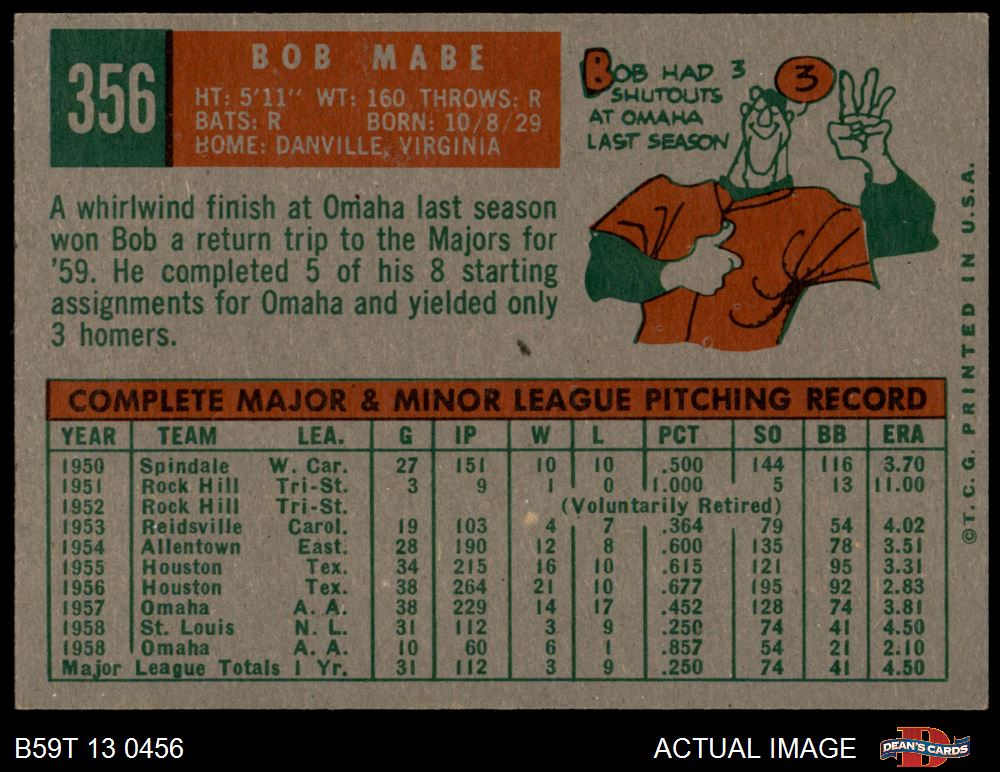 356
BOB MABE
HT: 5'11" WT: 160 THROWS: R
BATS: R BORN: 10/8/29
HOME: DANVILLE, VIRGINIA
BOB HAD 3
SHUTOUTS
AT OMAHA
LAST SEASON
3
A whirlwind finish at Omaha last season
won Bob a return trip to the Majors for
'59. He completed 5 of his 8 starting
assignments for Omaha and yielded only
3 homers.
COMPLETE MAJOR & MINOR LEAGUE PITCHING RECORD
YEAR TEAM LEA. G IP W L PCT SO BB ERA
1950 Spindale W. Car. 27 151 10 10 .500 144 116 3.70
1951 Rock Hill Tri-St. 3 9 1 0 1.000 5 13 11.00
1952 Rock Hill Tri-St. (Voluntarily Retired)
1953 Reidsville Carol. 19 103 4 7 .364 79 54 4.02
1954 Allentown East. 28 190 12 8 .600 135 78 3.51
1955 Houston Tex. 34 215 16 10 .615 121 95 3.31
1956 Houston Tex. 38 264 21 10 .677 195 92 2.83
1957 Omaha A. A. 38 229 14 17 .452 128 74 3.81
1958 St. Louis N. L. 31 112 3 9 .250 74 41 4.50
1958 Omaha A. A. 10 60 6 1 .857 54 21 2.10
Major League Totals 1 Yr. 31 112 3 9 .250 74 41 4.50
©T. C. G. PRINTED IN U.S.A.
B59T 13 0456
ACTUAL IMAGE
D
DEAN'S CARDS